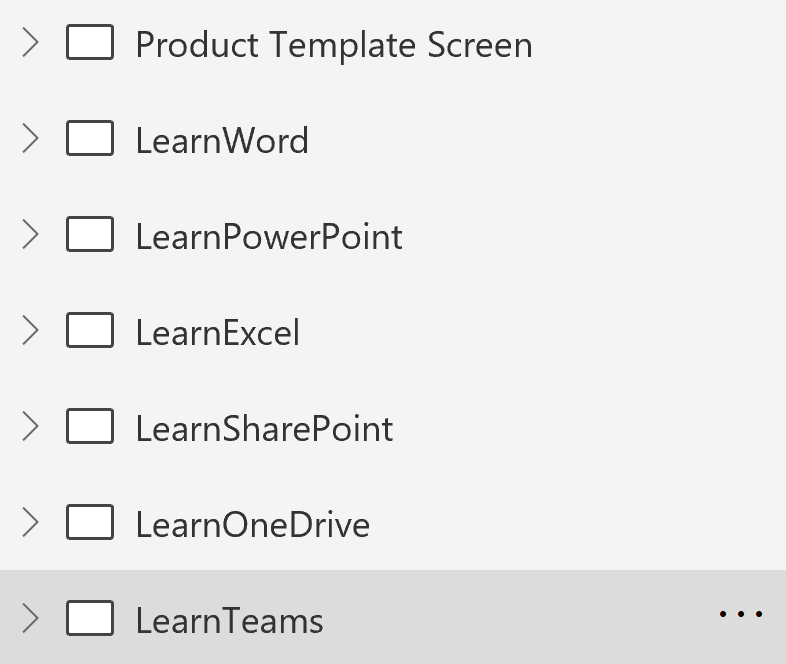 Product Template Screen
LearnWord
LearnPowerPoint
LearnExcel
LearnSharePoint
LearnOneDrive
LearnTeams